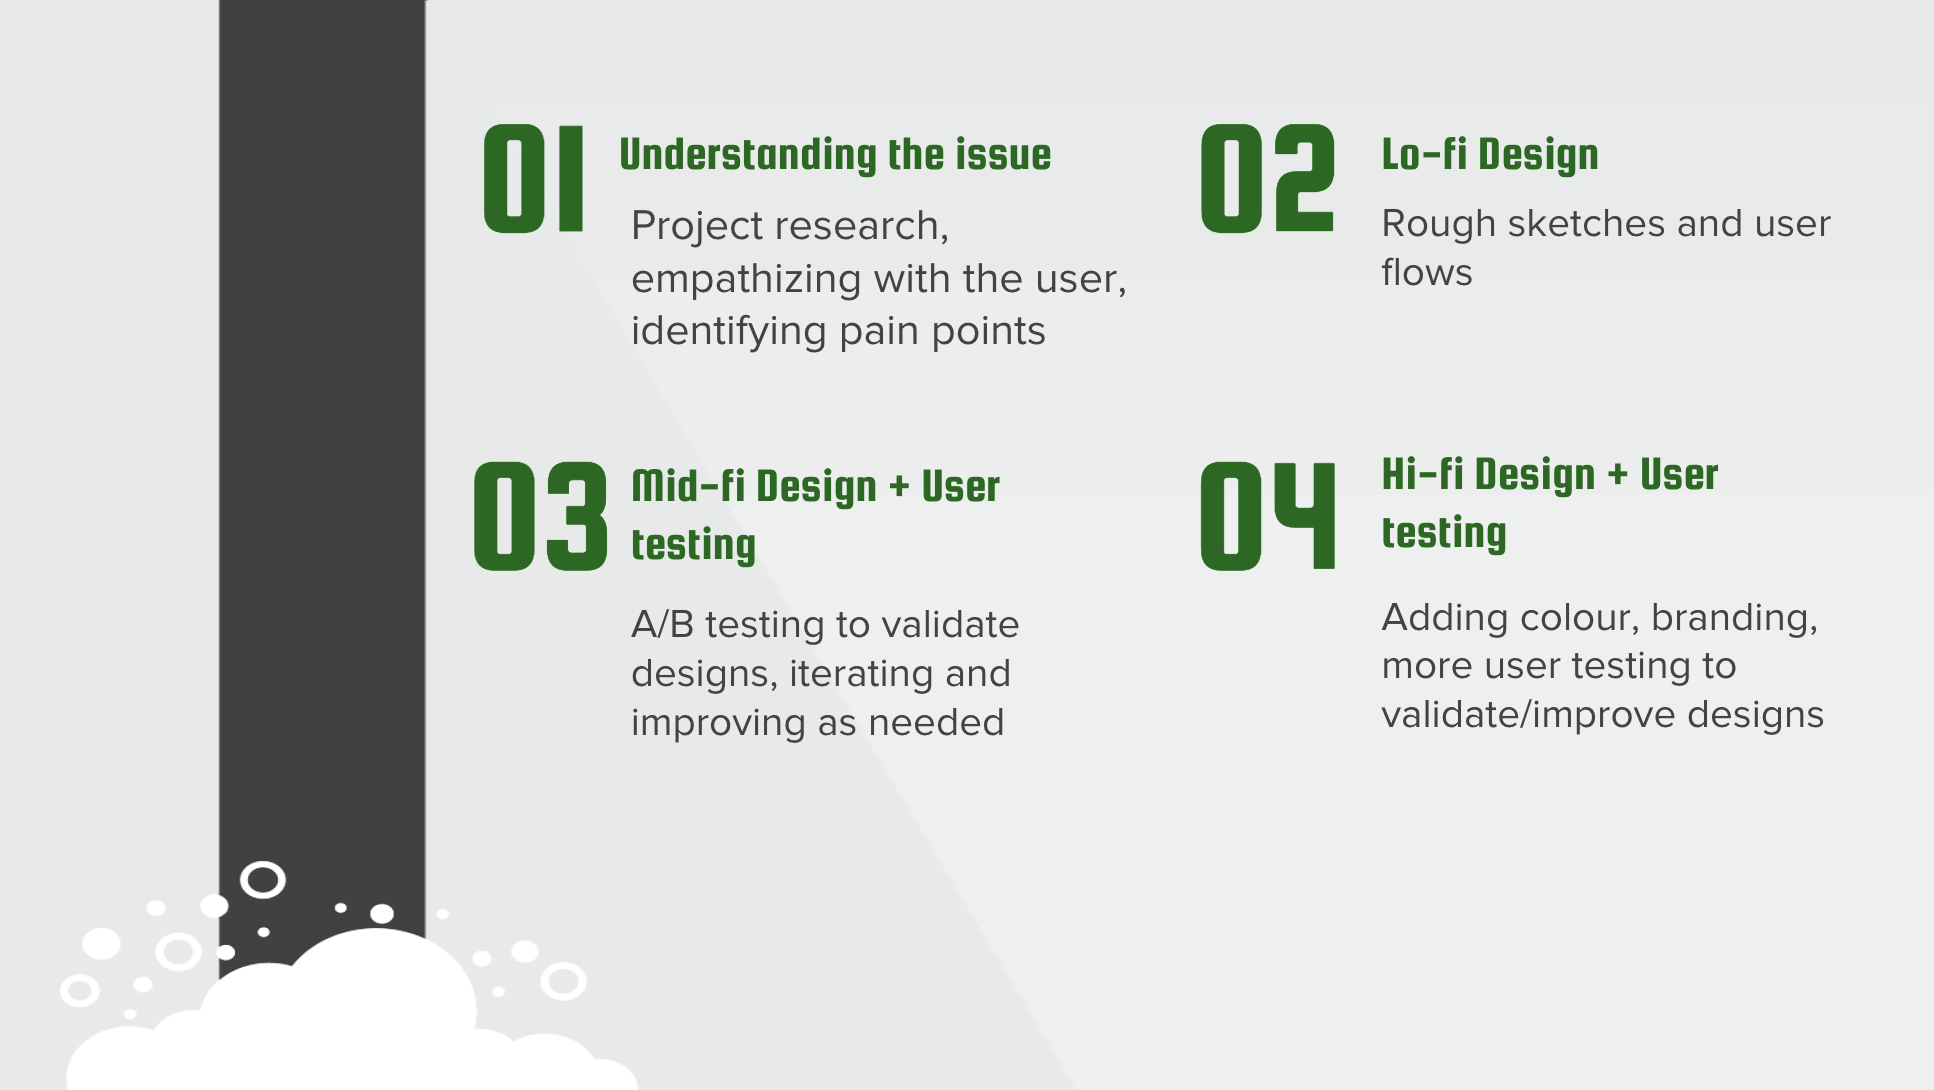 01
Understanding the issue
Project research,
empathizing with the user,
identifying pain points
02
Lo-fi Design
Rough sketches and user
flows
03
Mid-fi Design + User
testing
A/B testing to validate
designs, iterating and
improving as needed
04
Hi-fi Design + User
testing
Adding colour, branding,
more user testing to
validate/improve designs